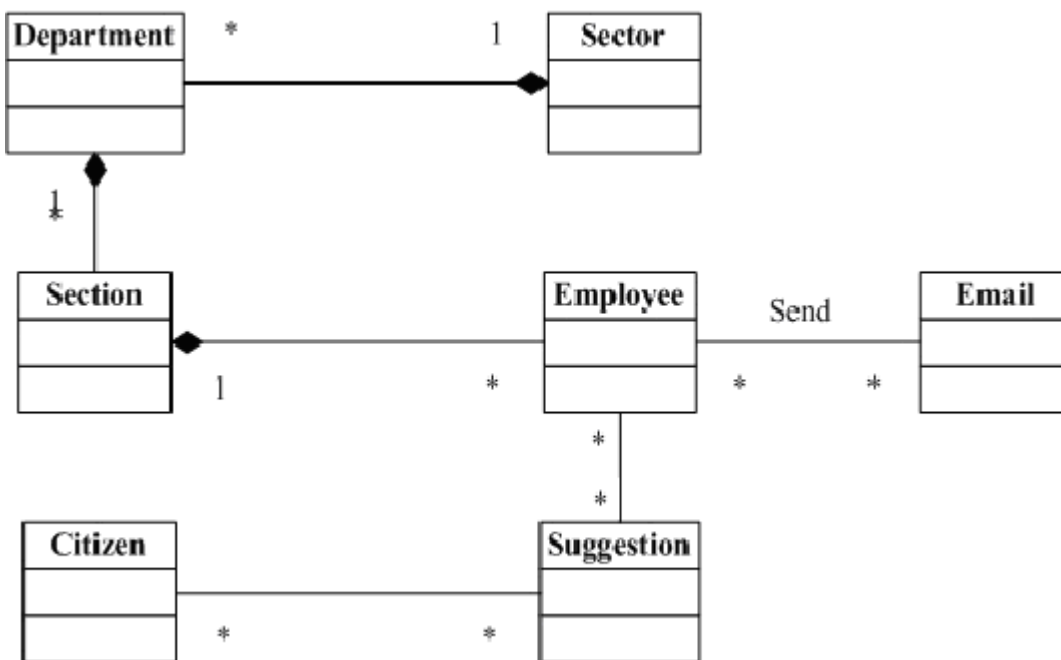 Department * 1 Sector
1
*
Section Employee Send Email
1 * * *
*
*
Citizen Suggestion
* *